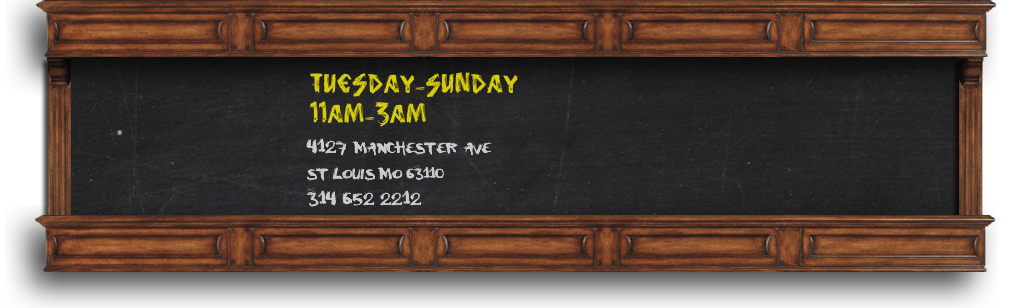 TUESDAY-SUNDAY
11AM-3AM
4127 MANCHESTER AVE
ST LOUIS MO 63110
314 652 2212